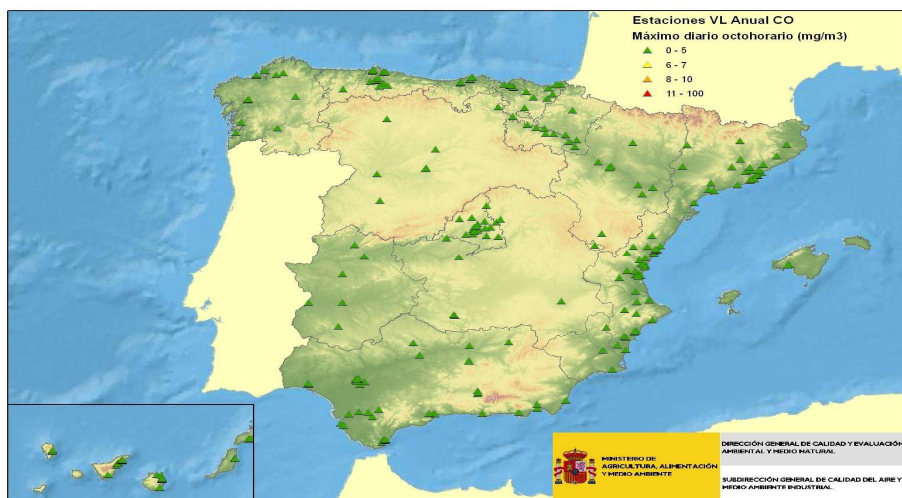 Estaciones VL Anual CO
Máximo diario octohorario (mg/m3)
0 - 5
6 - 7
8 - 10
11 - 100
MINISTERIO DE
AGRICULTURA, ALIMENTACIÓN
Y MEDIO AMBIENTE
DIRECCIÓN GENERAL DE CALIDAD Y EVALUACIÓN
AMBIENTAL Y MEDIO NATURAL
SUBDIRECCIÓN GENERAL DE CALIDAD DEL AIRE Y
MEDIO AMBIENTE INDUSTRIAL